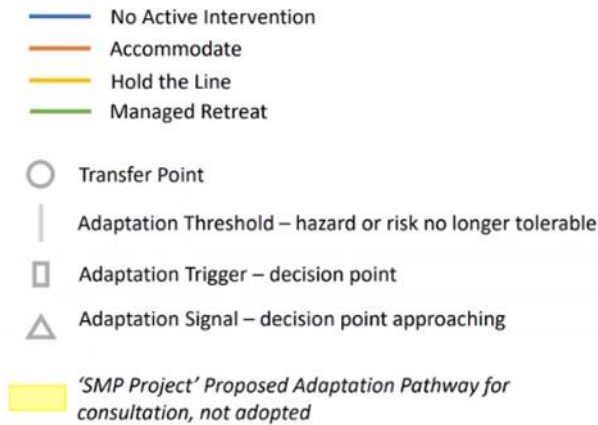 No Active Intervention
Accommodate
Hold the Line
Managed Retreat
Transfer Point
Adaptation Threshold – hazard or risk no longer tolerable
Adaptation Trigger – decision point
Adaptation Signal – decision point approaching
‘SMP Project’ Proposed Adaptation Pathway for
consultation, not adopted